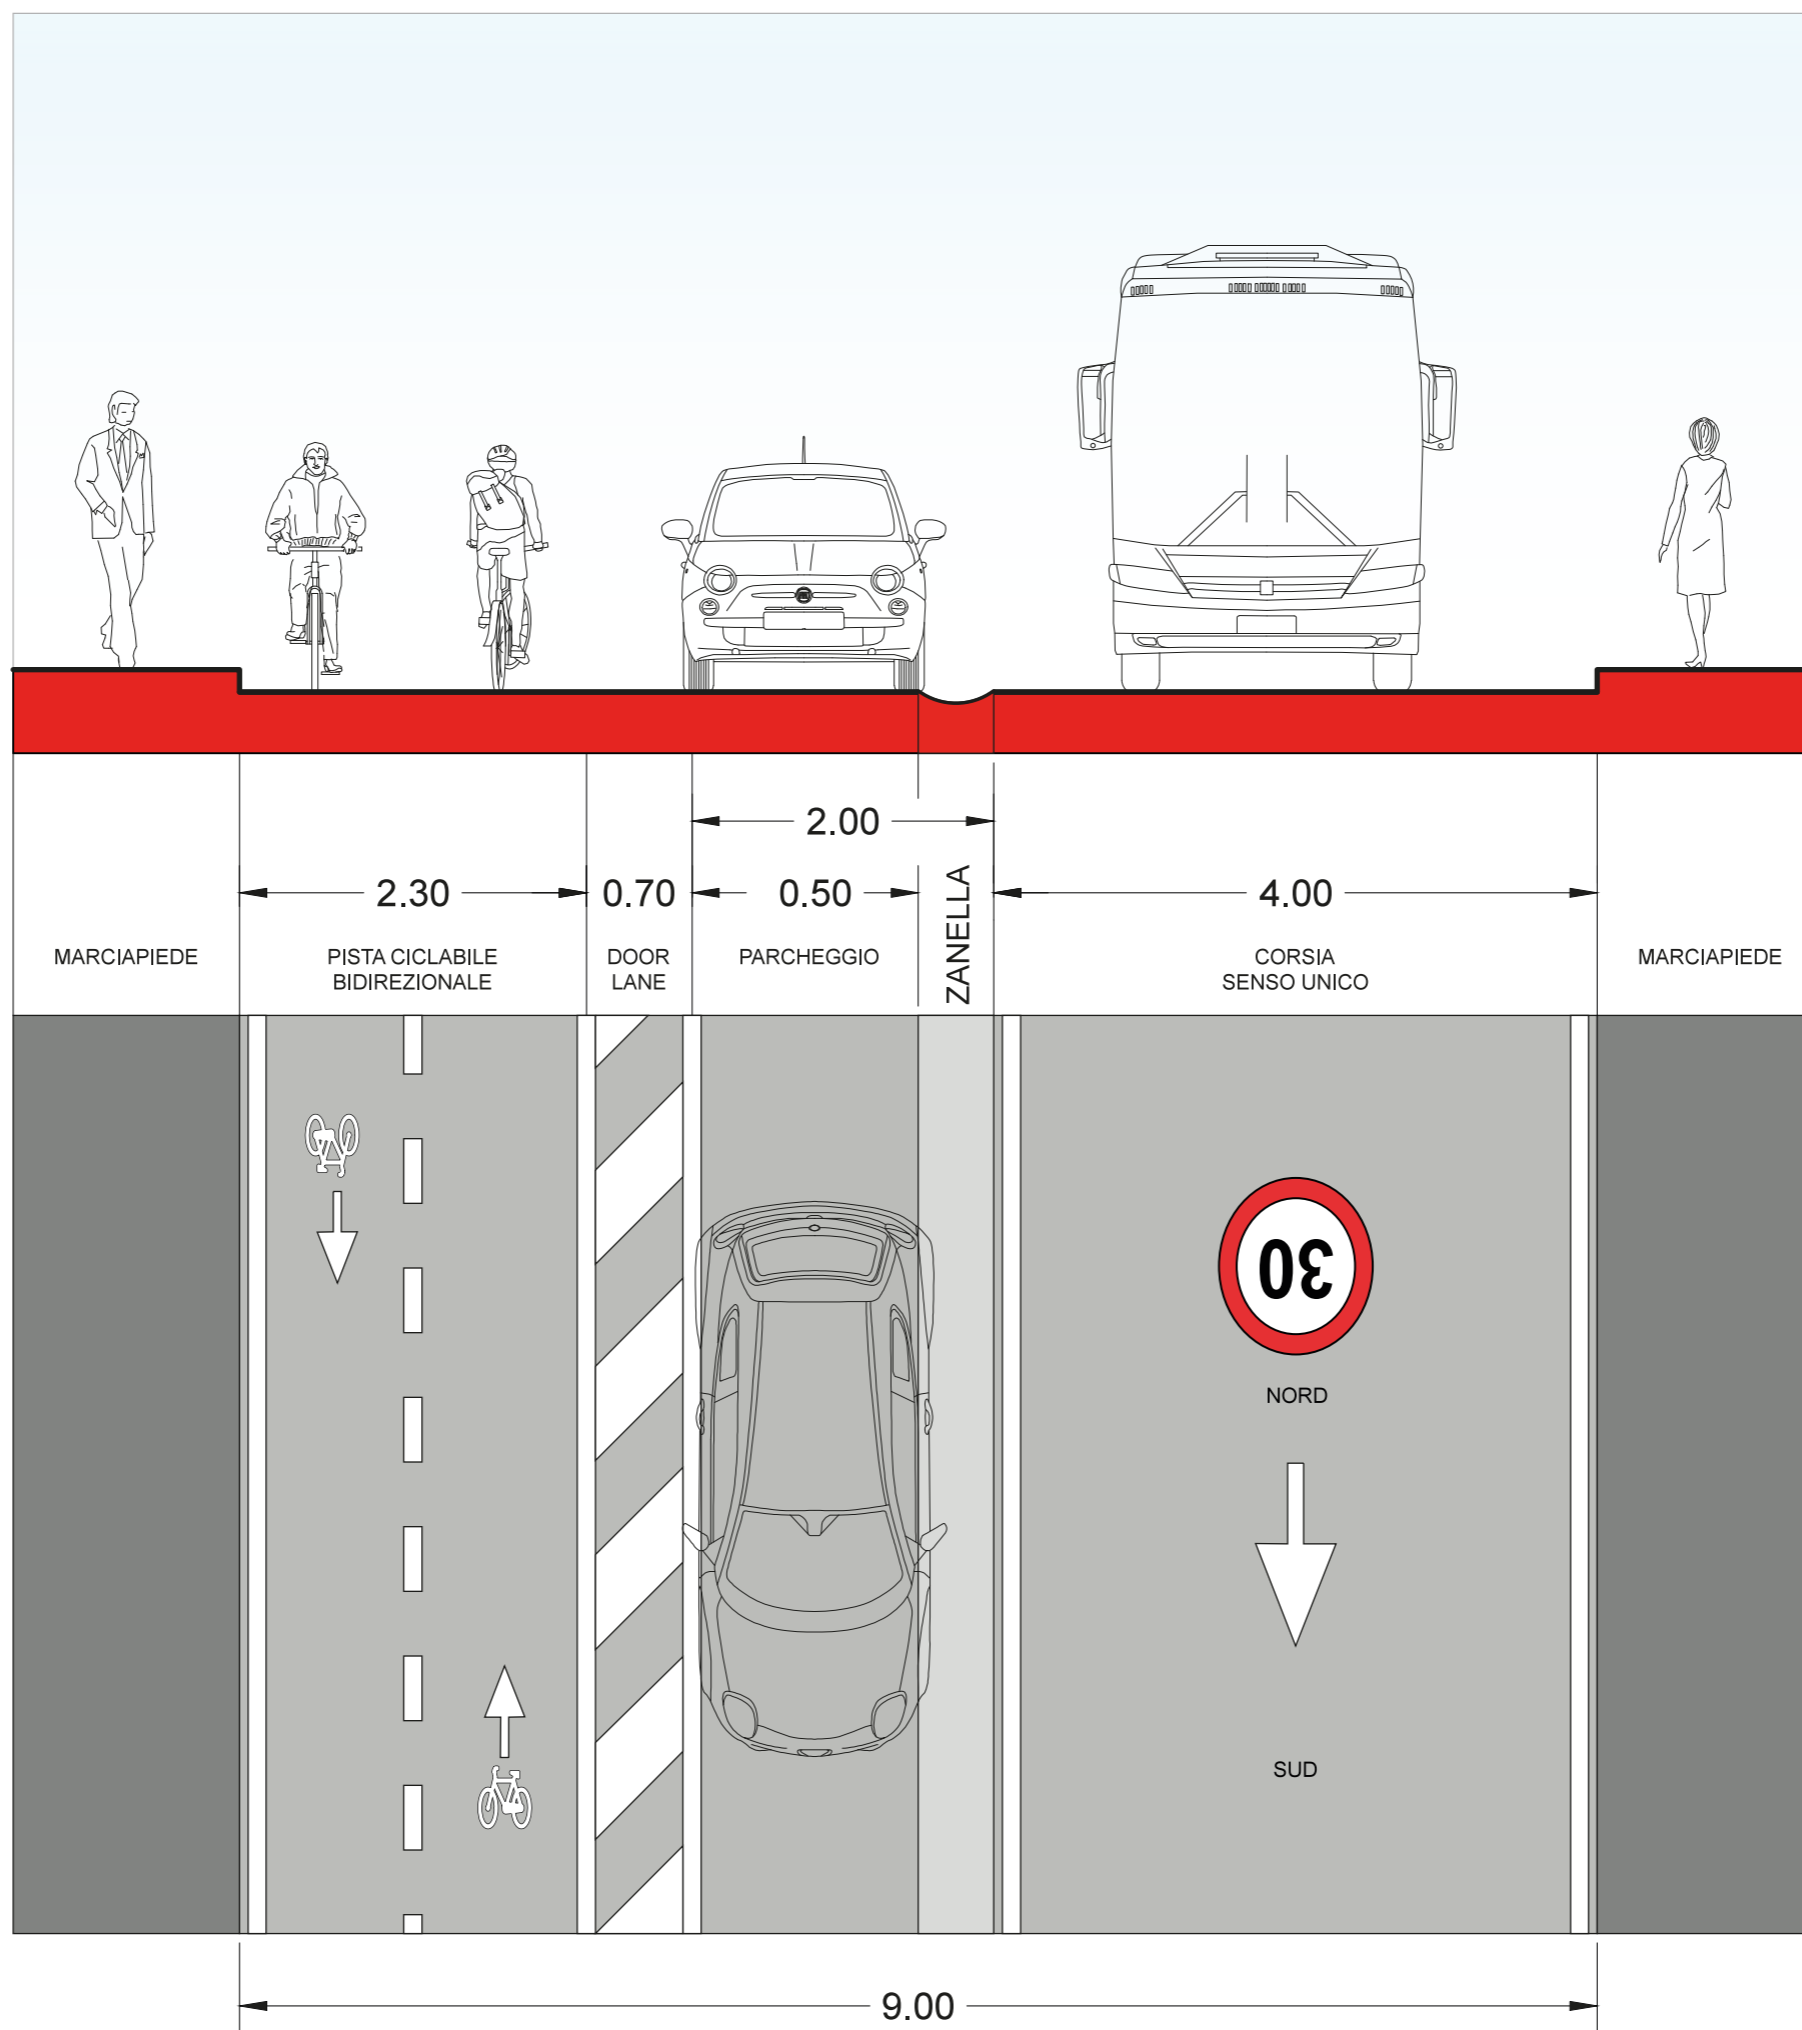 2.00
2.30
0.70
0.50
ZANELLA
4.00
MARCIAPIEDE
PISTA CICLABILE
BIDIREZIONALE
DOOR
LANE
PARCHEGGIO
CORSIA
SENSO UNICO
MARCIAPIEDE
30
NORD
SUD
9.00